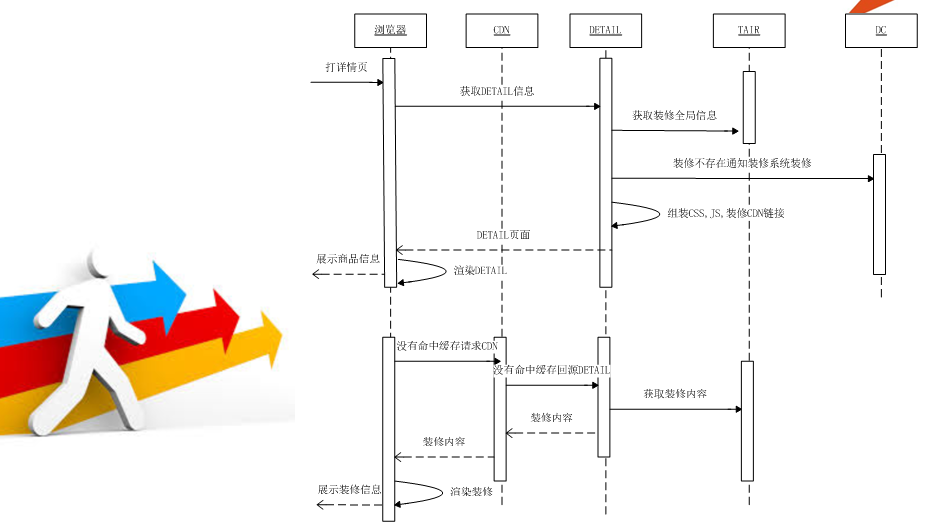 浏览器
CDN
DETAIL
TAIR
DC
打详情页
获取DETAIL信息
获取装修全局信息
装修不存在通知装修系统装修
组装CSS,JS,装修CDN链接
DETAIL页面
展示商品信息
渲染DETAIL
没有命中缓存请求CDN
没有命中缓存回源DETAIL
获取装修内容
装修内容
装修内容
展示装修信息
渲染装修